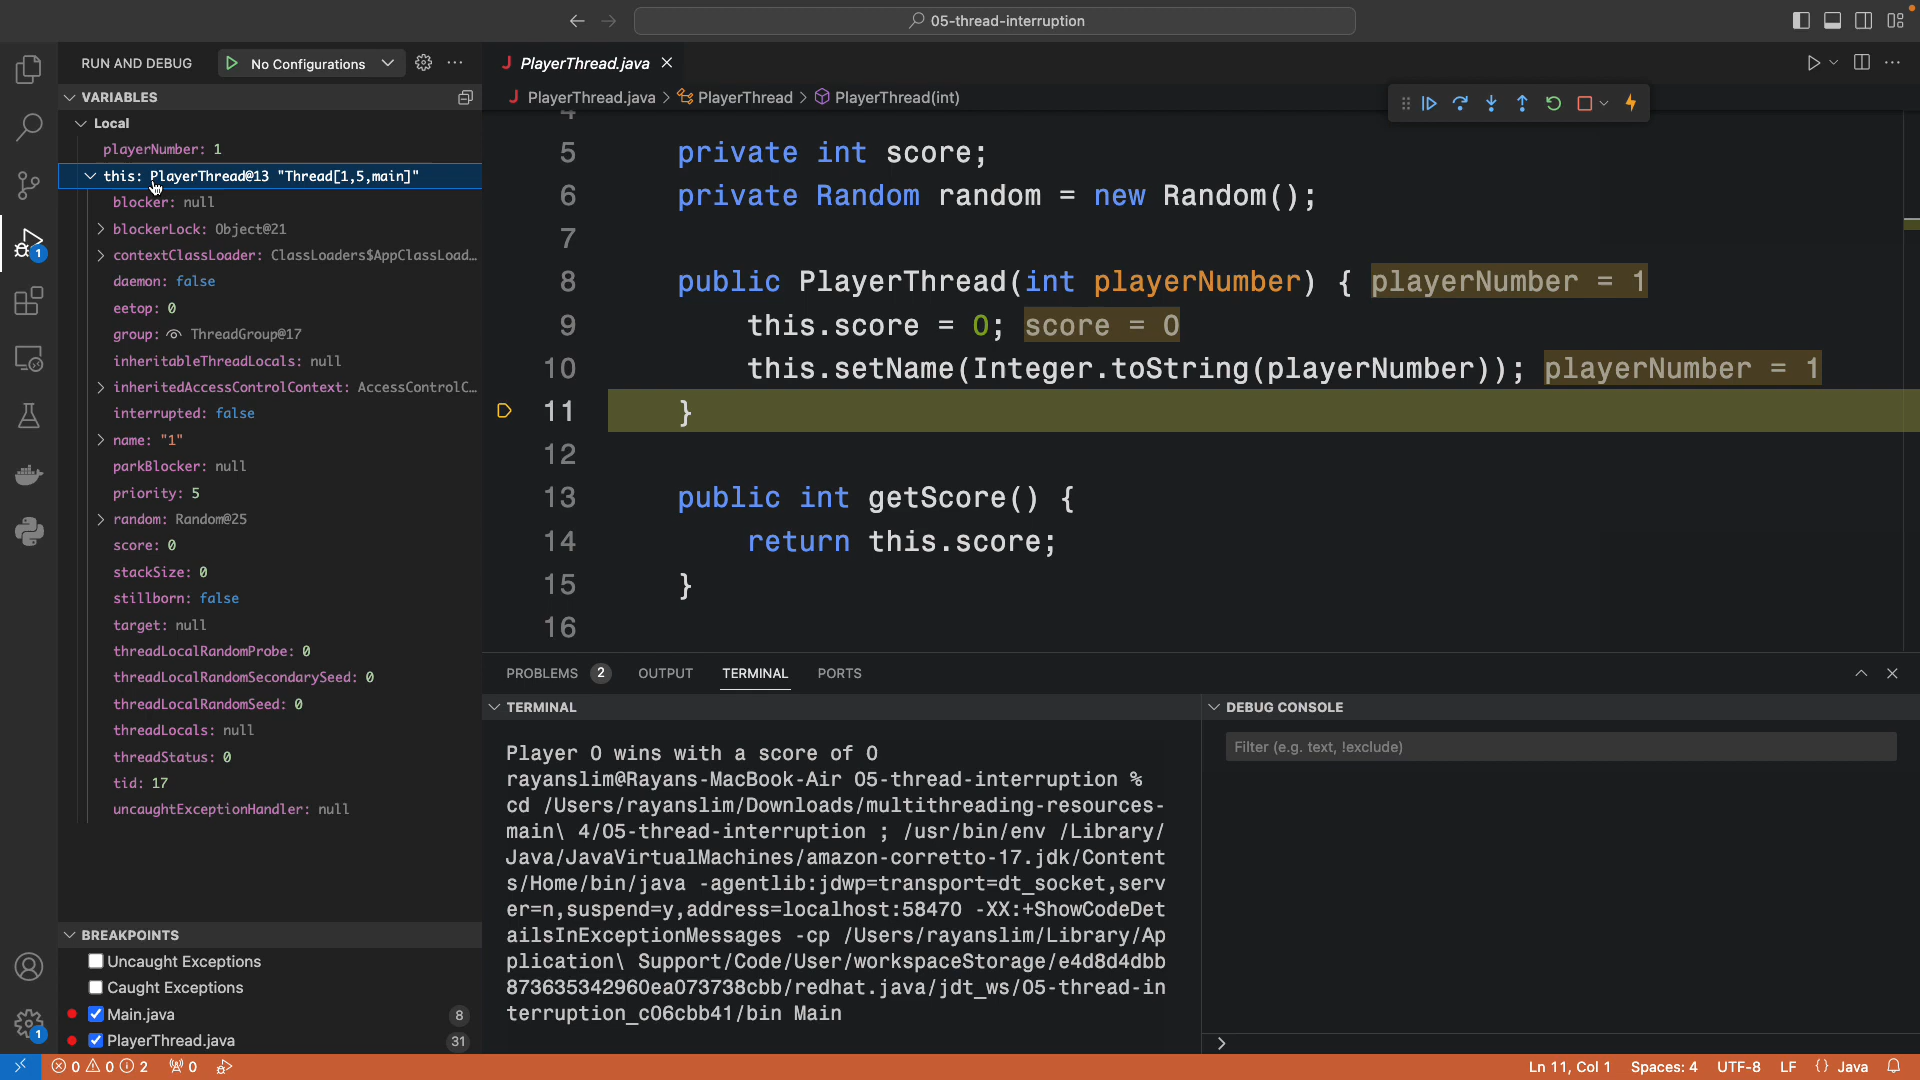 05-thread-interruption
RUN AND DEBUG
No Configurations
VARIABLES
Local
playerNumber: 1
this: PlayerThread@13 "Thread[1,5,main]"
blocker: null
blockerLock: Object@21
contextClassLoader: ClassLoaders$AppClassLoad…
daemon: false
eetop: 0
group: ThreadGroup@17
inheritableThreadLocals: null
inheritedAccessControlContext: AccessControlC…
interrupted: false
name: "1"
parkBlocker: null
priority: 5
random: Random@25
score: 0
stackSize: 0
stillborn: false
target: null
threadLocalRandomProbe: 0
threadLocalRandomSecondarySeed: 0
threadLocalRandomSeed: 0
threadLocals: null
threadStatus: 0
tid: 17
uncaughtExceptionHandler: null
BREAKPOINTS
Uncaught Exceptions
Caught Exceptions
Main.java 8
PlayerThread.java 31
1
1
J PlayerThread.java
J PlayerThread.java > PlayerThread > PlayerThread(int)
4
5 private int score;
6 private Random random = new Random();
7
8 public PlayerThread(int playerNumber) { playerNumber = 1
9 this.score = 0; score = 0
10 this.setName(Integer.toString(playerNumber)); playerNumber = 1
11 }
12
13 public int getScore() {
14 return this.score;
15 }
16
PROBLEMS 2 OUTPUT TERMINAL PORTS
TERMINAL
Player 0 wins with a score of 0
rayanslim@Rayans-MacBook-Air 05-thread-interruption %
cd /Users/rayanslim/Downloads/multithreading-resources-
main\ 4/05-thread-interruption ; /usr/bin/env /Library/
Java/JavaVirtualMachines/amazon-corretto-17.jdk/Content
s/Home/bin/java -agentlib:jdwp=transport=dt_socket,serv
er=n,suspend=y,address=localhost:58470 -XX:+ShowCodeDet
ailsInExceptionMessages -cp /Users/rayanslim/Library/Ap
plication\ Support/Code/User/workspaceStorage/e4d8d4dbb
8736353429​60ea073738cbb/redhat.java/jdt_ws/05-thread-in
terruption_c06cbb41/bin Main
DEBUG CONSOLE
Filter (e.g. text, !exclude)
0 0 2 0
Ln 11, Col 1 Spaces: 4 UTF-8 LF {} Java